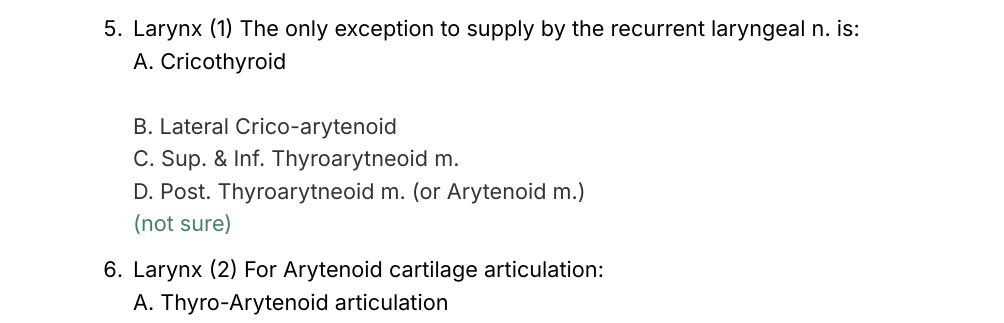 5. Larynx (1) The only exception to supply by the recurrent laryngeal n. is:
A. Cricothyroid
B. Lateral Crico-arytenoid
C. Sup. & Inf. Thyroarytneoid m.
D. Post. Thyroarytneoid m. (or Arytenoid m.)
(not sure)
6. Larynx (2) For Arytenoid cartilage articulation:
A. Thyro-Arytenoid articulation